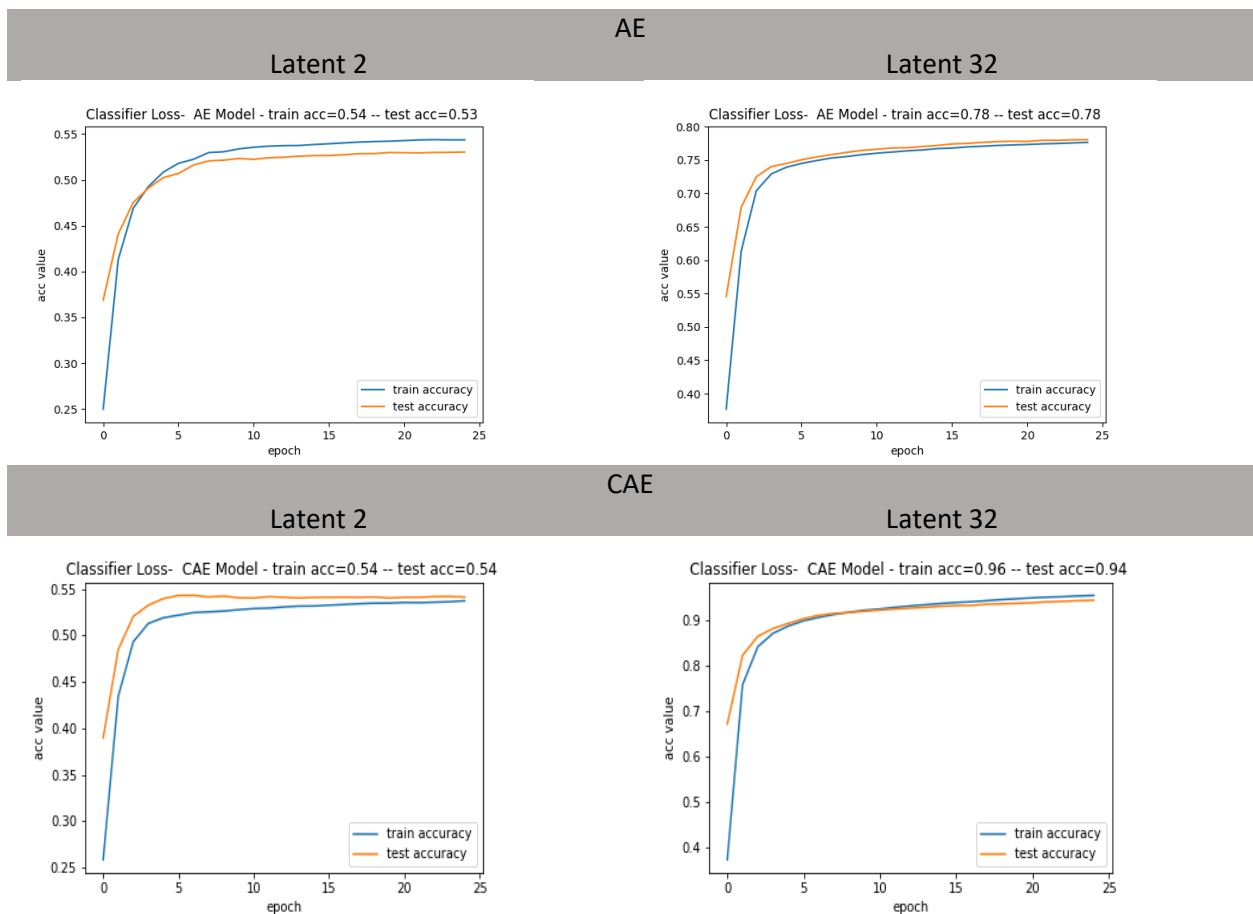 AE
Latent 2 Latent 32
Classifier Loss-  AE Model - train acc=0.54 -- test acc=0.53
0.55
0.50
0.45
0.40
0.35
0.30
0.25
acc value
train accuracy
test accuracy
0 5 10 15 20 25
epoch
Classifier Loss-  AE Model - train acc=0.78 -- test acc=0.78
0.80
0.75
0.70
0.65
0.60
0.55
0.50
0.45
0.40
acc value
train accuracy
test accuracy
0 5 10 15 20 25
epoch
CAE
Latent 2 Latent 32
Classifier Loss-  CAE Model - train acc=0.54 -- test acc=0.54
0.55
0.50
0.45
0.40
0.35
0.30
0.25
acc value
train accuracy
test accuracy
0 5 10 15 20 25
epoch
Classifier Loss-  CAE Model - train acc=0.96 -- test acc=0.94
0.9
0.8
0.7
0.6
0.5
0.4
acc value
train accuracy
test accuracy
0 5 10 15 20 25
epoch